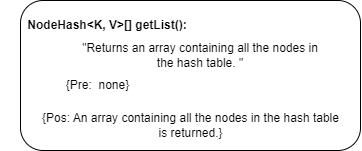 NodeHash<K, V>[] getList():
"Returns an array containing all the nodes in
the hash table. "
{Pre:  none}
{Pos: An array containing all the nodes in the hash table
is returned.}